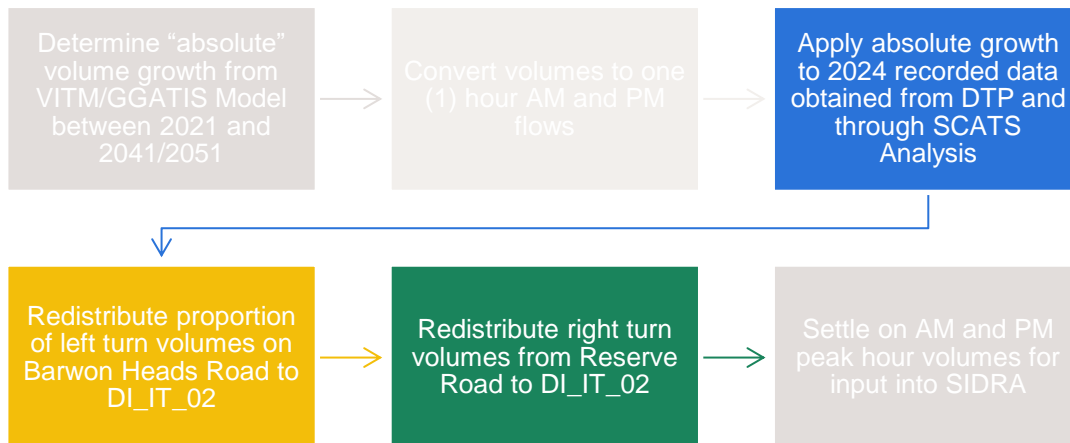 Determine “absolute”
volume growth from
VITM/GGATIS Model
between 2021 and
2041/2051
Convert volumes to one
(1) hour AM and PM
flows
Apply absolute growth
to 2024 recorded data
obtained from DTP and
through SCATS
Analysis
Redistribute proportion
of left turn volumes on
Barwon Heads Road to
DI_IT_02
Redistribute right turn
volumes from Reserve
Road to DI_IT_02
Settle on AM and PM
peak hour volumes for
input into SIDRA